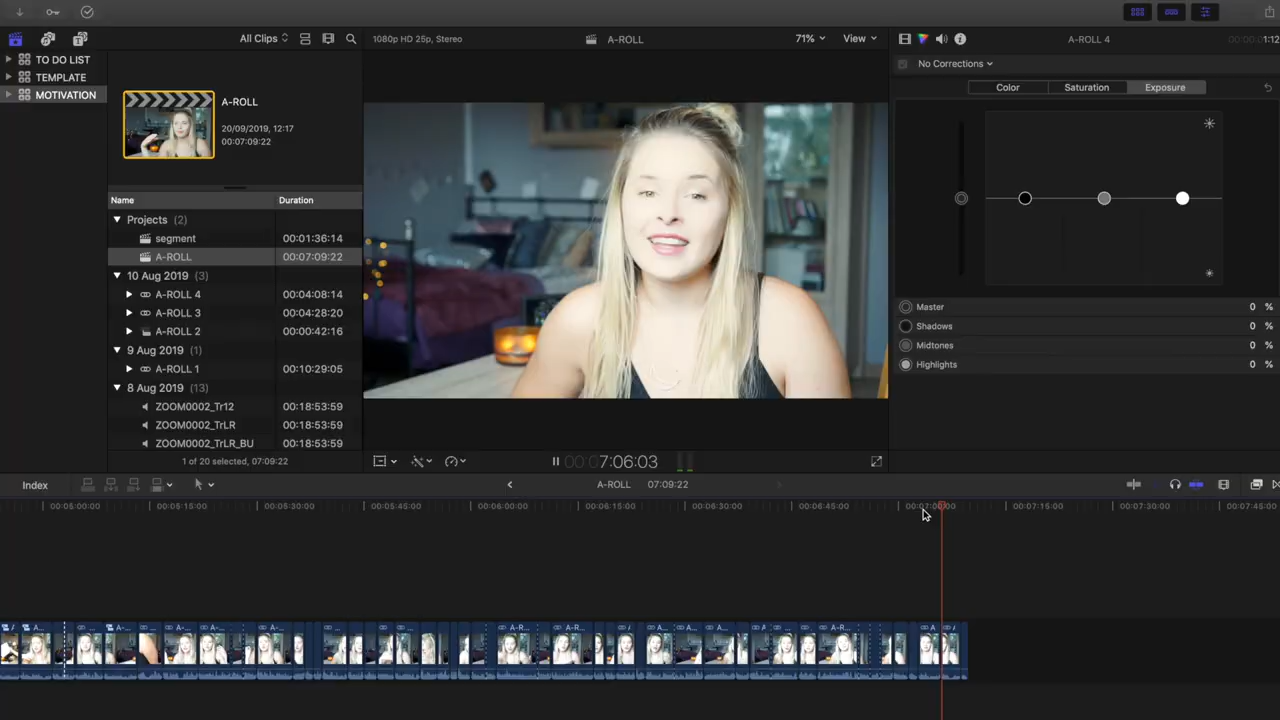 All Clips
1080p HD 25p, Stereo
A-ROLL
71%
View
A-ROLL 4
1:12
TO DO LIST
TEMPLATE
MOTIVATION
A-ROLL
20/09/2019, 12:17
00:07:09:22
No Corrections
Color Saturation Exposure
Name Duration
Projects (2)
segment 00:01:36:14
A-ROLL 00:07:09:22
10 Aug 2019 (3)
A-ROLL 4 00:04:08:14
A-ROLL 3 00:04:28:20
A-ROLL 2 00:00:42:16
9 Aug 2019 (1)
A-ROLL 1 00:10:29:05
8 Aug 2019 (13)
ZOOM0002_Tr12 00:18:53:59
ZOOM0002_TrLR 00:18:53:59
ZOOM0002_TrLR_BU 00:18:53:59
1 of 20 selected, 07:09:22
Master 0 %
Shadows 0 %
Midtones 0 %
Highlights 0 %
00:00:7:06:03
Index
A-ROLL 07:09:22
00:05:00:00 00:05:15:00 00:05:30:00 00:05:45:00 00:06:00:00 00:06:15:00 00:06:30:00 00:06:45:00 00:07:00:00 00:07:15:00 00:07:30:00 00:07:45:00